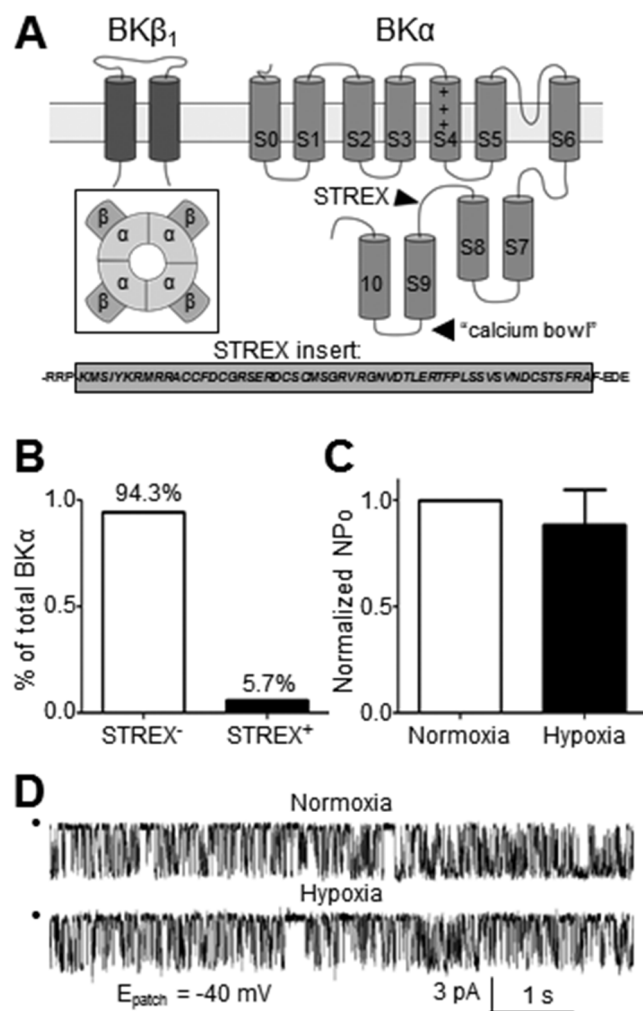 A
BKβ1 BKα
S0 S1 S2 S3 S4 S5 S6
+
+
+
STREX
S8 S7
10 S9
β β
α α
α α
β β
"calcium bowl"
STREX insert:
-RRP-KMSIYKRMRRACCFDCGRSERDCSCMSGRVRGNVDTLERTFPLSSVSVNDCSTSFRAF-EDE
B
% of total BKα
1.0
0.5
0.0
94.3%
5.7%
STREX- STREX+
C
Normalized NPo
1.0
0.5
0.0
Normoxia Hypoxia
D
Normoxia
Hypoxia
Epatch = -40 mV
3 pA
1 s